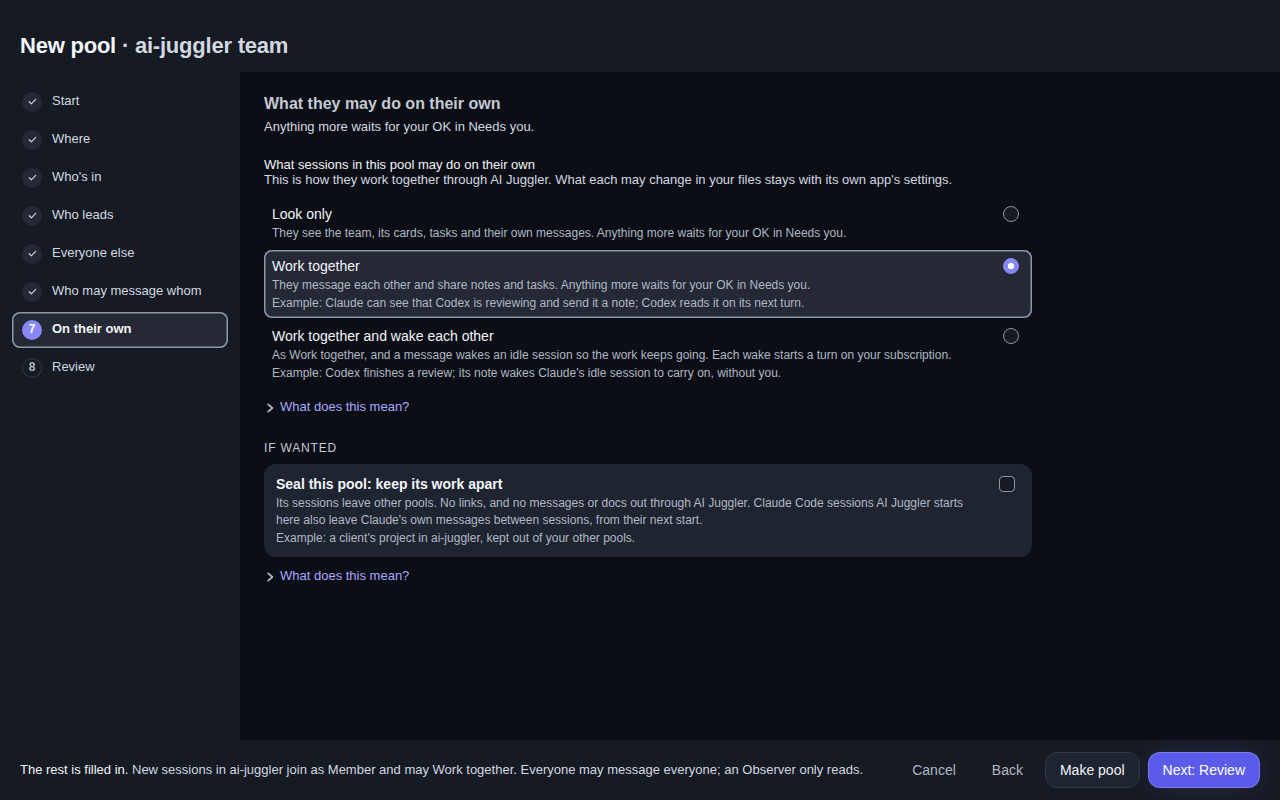 New pool · ai-juggler team
Start
Where
Who's in
Who leads
Everyone else
Who may message whom
7 On their own
8 Review
What they may do on their own
Anything more waits for your OK in Needs you.
What sessions in this pool may do on their own
This is how they work together through AI Juggler. What each may change in your files stays with its own app's settings.
Look only
They see the team, its cards, tasks and their own messages. Anything more waits for your OK in Needs you.
Work together
They message each other and share notes and tasks. Anything more waits for your OK in Needs you.
Example: Claude can see that Codex is reviewing and send it a note; Codex reads it on its next turn.
Work together and wake each other
As Work together, and a message wakes an idle session so the work keeps going. Each wake starts a turn on your subscription.
Example: Codex finishes a review; its note wakes Claude's idle session to carry on, without you.
What does this mean?
IF WANTED
Seal this pool: keep its work apart
Its sessions leave other pools. No links, and no messages or docs out through AI Juggler. Claude Code sessions AI Juggler starts
here also leave Claude's own messages between sessions, from their next start.
Example: a client's project in ai-juggler, kept out of your other pools.
What does this mean?
The rest is filled in. New sessions in ai-juggler join as Member and may Work together. Everyone may message everyone; an Observer only reads.
Cancel
Back
Make pool
Next: Review